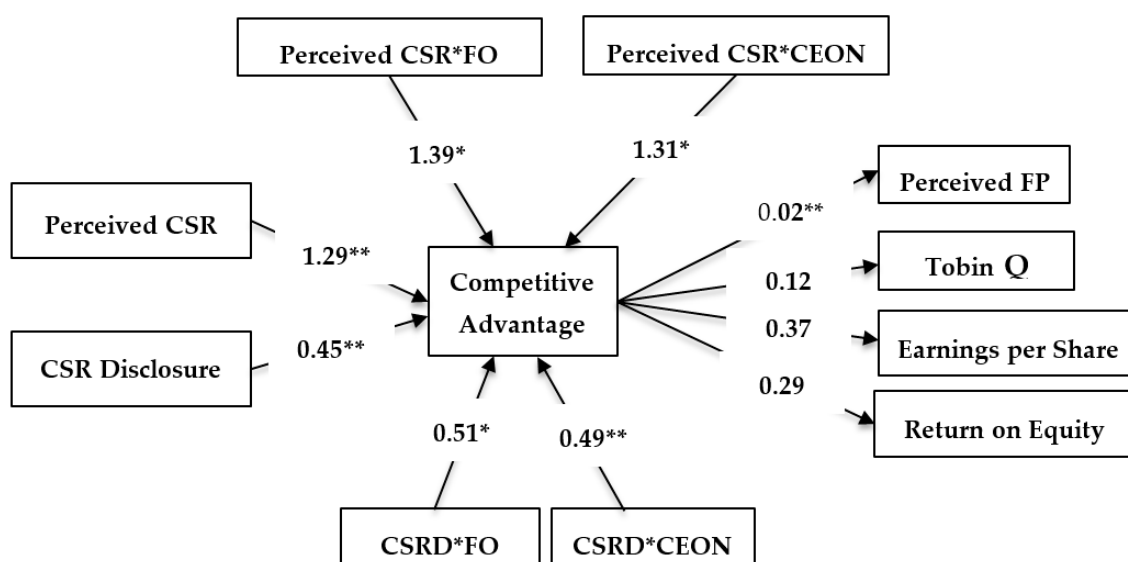 Perceived CSR*FO
Perceived CSR*CEON
1.39*
1.31*
Perceived CSR
1.29**
CSR Disclosure
0.45**
Competitive
Advantage
0.02**
Perceived FP
0.12
Tobin Q
0.37
Earnings per Share
0.29
Return on Equity
0.51*
0.49**
CSRD*FO
CSRD*CEON